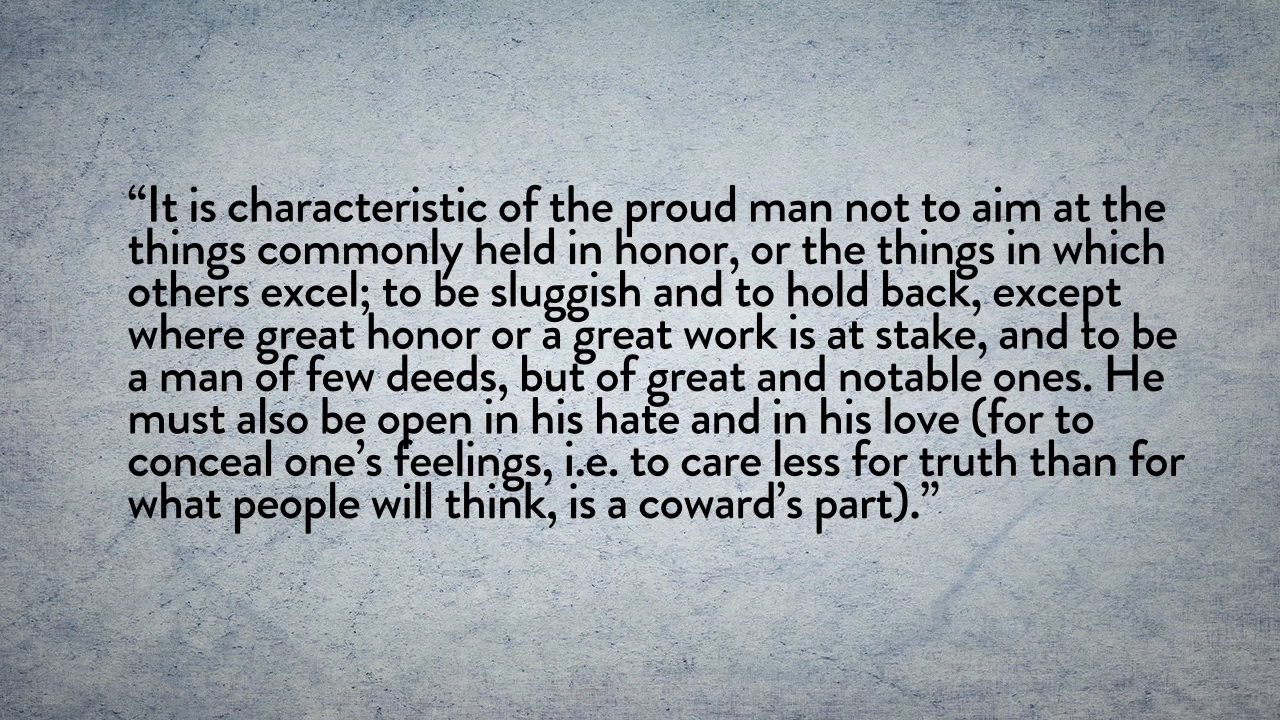 “It is characteristic of the proud man not to aim at the
things commonly held in honor, or the things in which
others excel; to be sluggish and to hold back, except
where great honor or a great work is at stake, and to be
a man of few deeds, but of great and notable ones. He
must also be open in his hate and in his love (for to
conceal one’s feelings, i.e. to care less for truth than for
what people will think, is a coward’s part).”